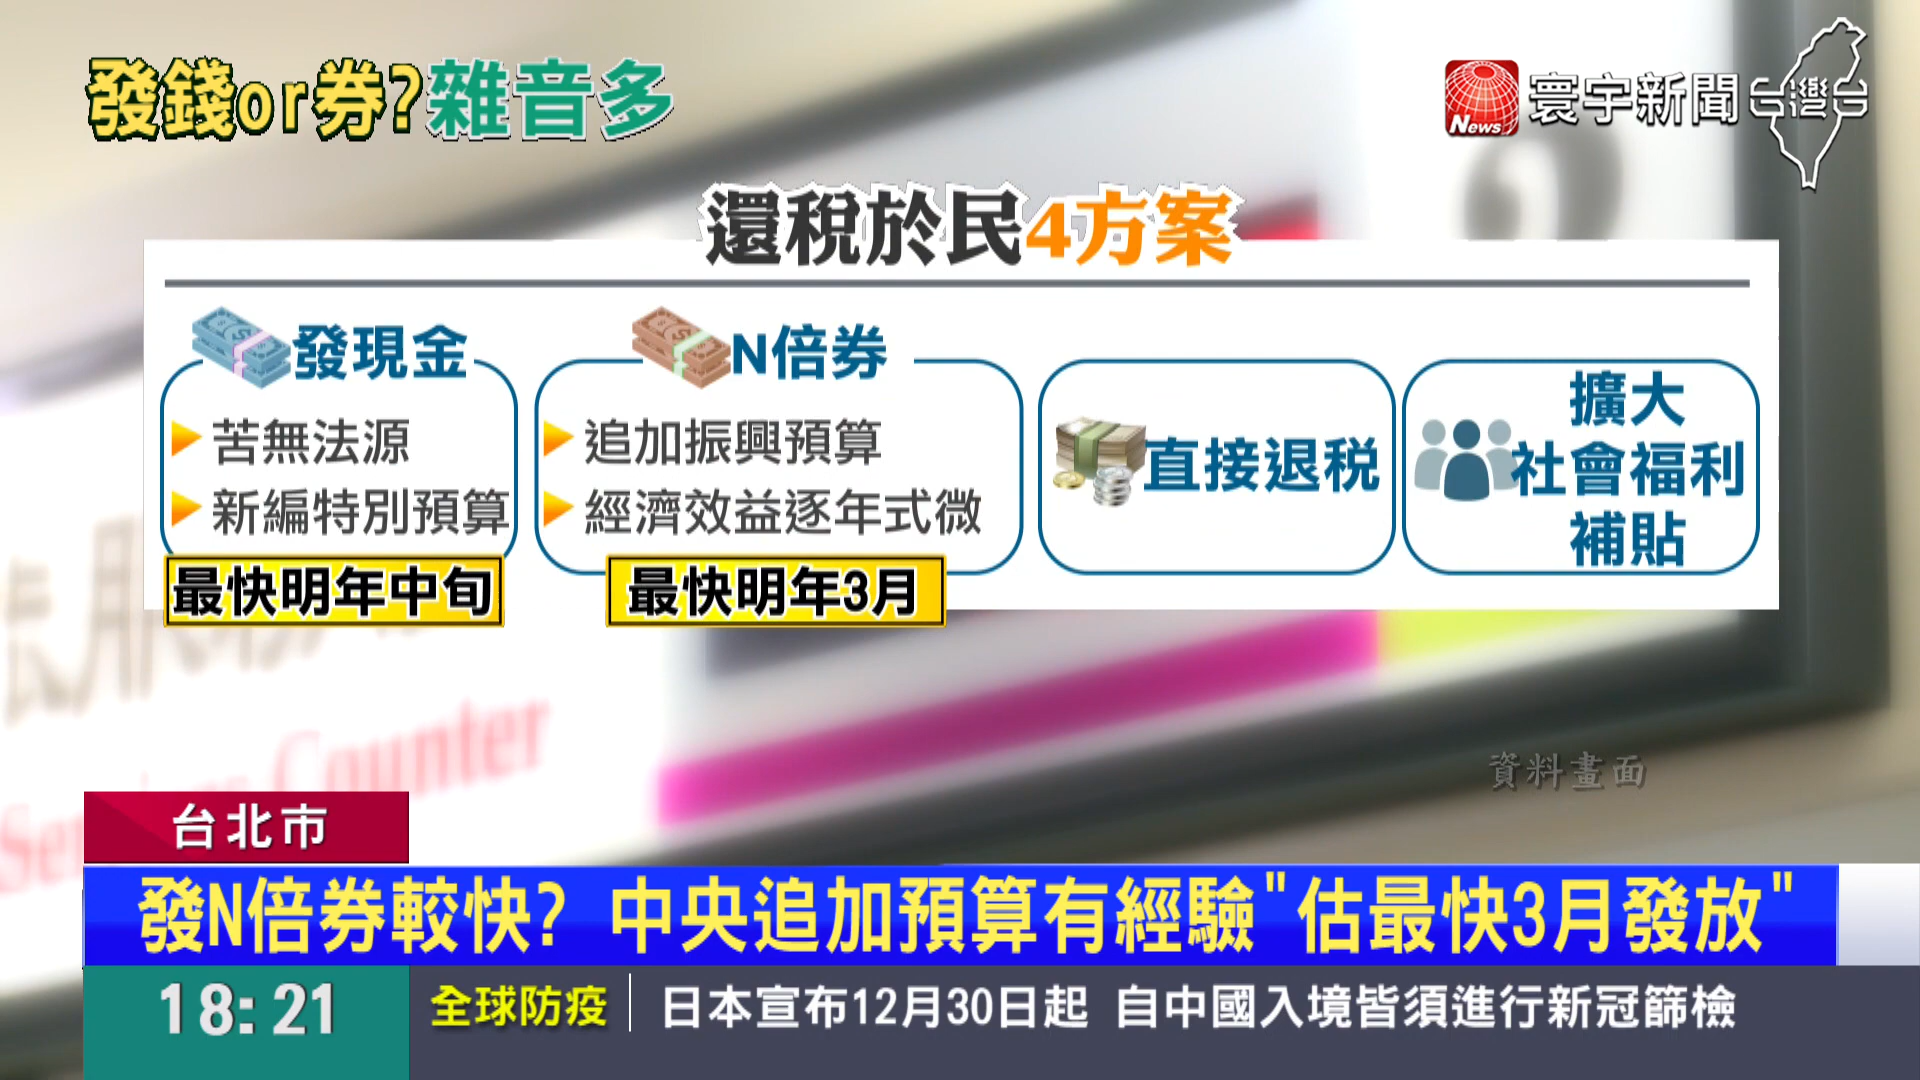 發錢or券?雜音多
News 寰宇新聞 台灣台
還稅於民4方案
發現金
苦無法源
新編特別預算
最快明年中旬
N倍券
追加振興預算
經濟效益逐年式微
最快明年3月
直接退稅
擴大
社會福利
補貼
Counter
資料畫面
台北市
發N倍券較快? 中央追加預算有經驗"估最快3月發放"
18:21
全球防疫
日本宣布12月30日起 自中國入境皆須進行新冠篩檢